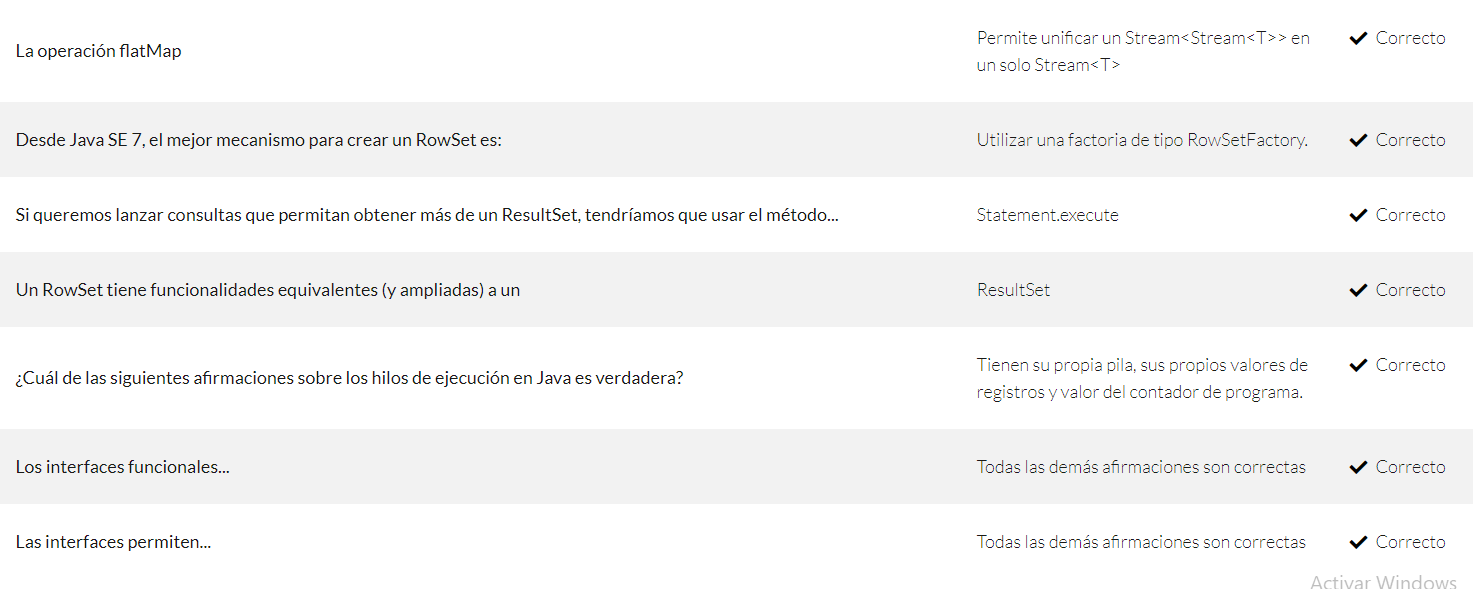 La operación flatMap
Permite unificar un Stream<Stream<T>> en
un solo Stream<T>
Correcto
Desde Java SE 7, el mejor mecanismo para crear un RowSet es:
Utilizar una factoria de tipo RowSetFactory.
Correcto
Si queremos lanzar consultas que permitan obtener más de un ResultSet, tendríamos que usar el método...
Statement.execute
Correcto
Un RowSet tiene funcionalidades equivalentes (y ampliadas) a un
ResultSet
Correcto
¿Cuál de las siguientes afirmaciones sobre los hilos de ejecución en Java es verdadera?
Tienen su propia pila, sus propios valores de
registros y valor del contador de programa.
Correcto
Los interfaces funcionales...
Todas las demás afirmaciones son correctas
Correcto
Las interfaces permiten...
Todas las demás afirmaciones son correctas
Correcto
Activar Windows